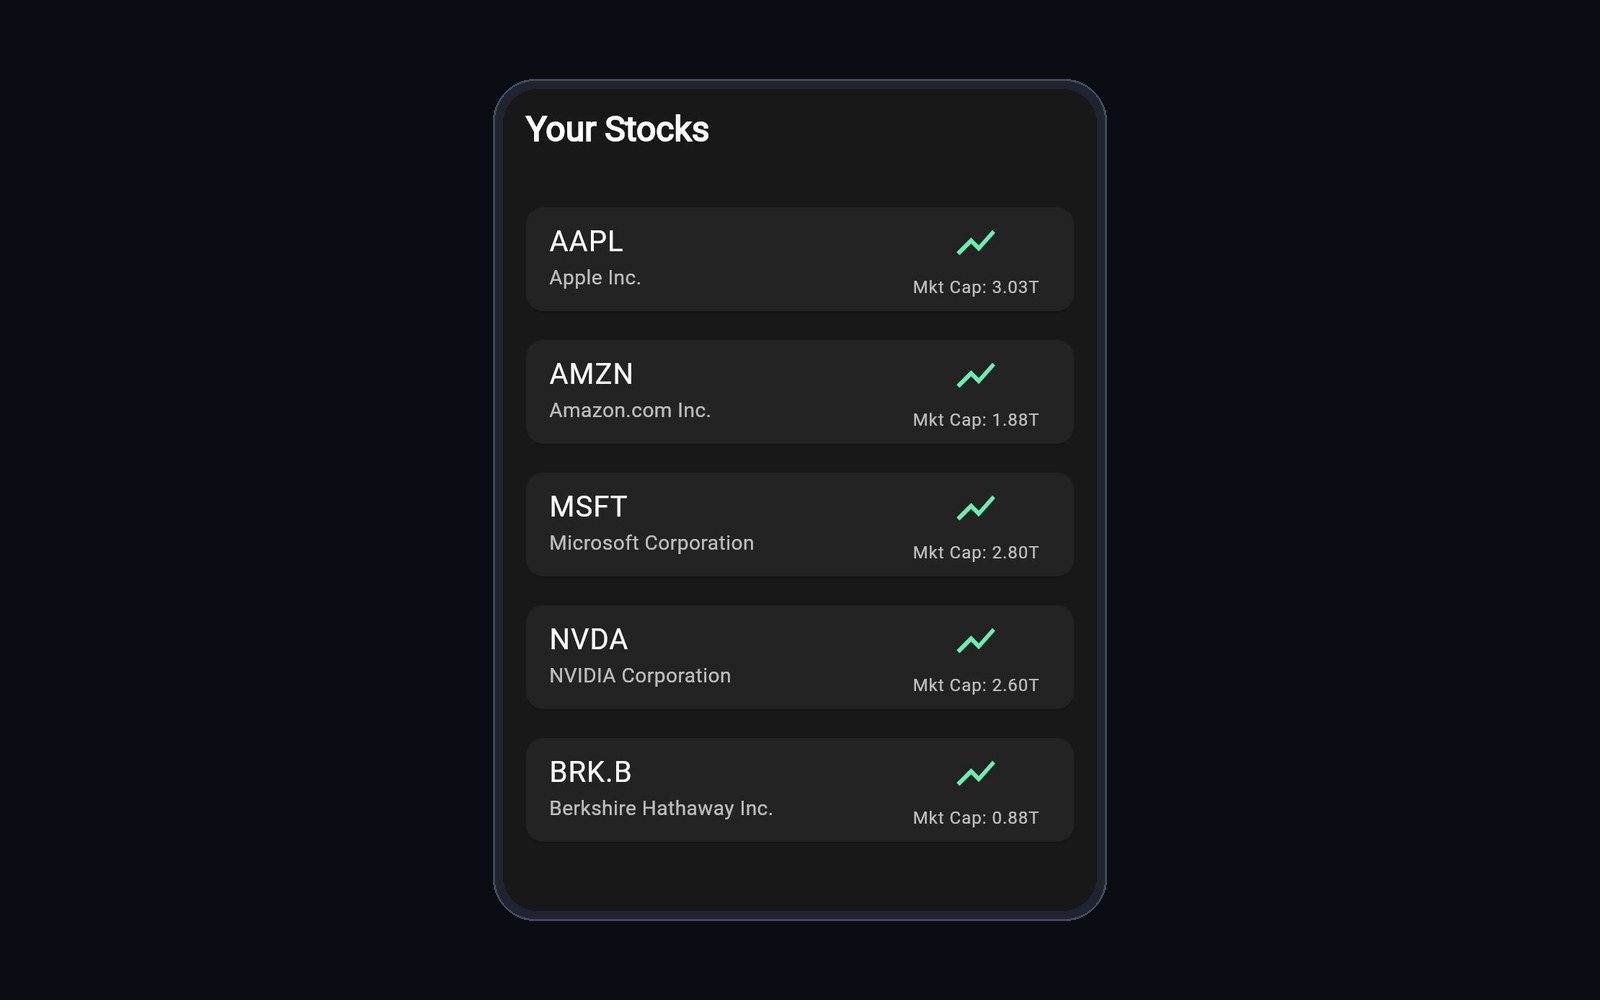 Your Stocks
AAPL
Apple Inc.
Mkt Cap: 3.03T
AMZN
Amazon.com Inc.
Mkt Cap: 1.88T
MSFT
Microsoft Corporation
Mkt Cap: 2.80T
NVDA
NVIDIA Corporation
Mkt Cap: 2.60T
BRK.B
Berkshire Hathaway Inc.
Mkt Cap: 0.88T